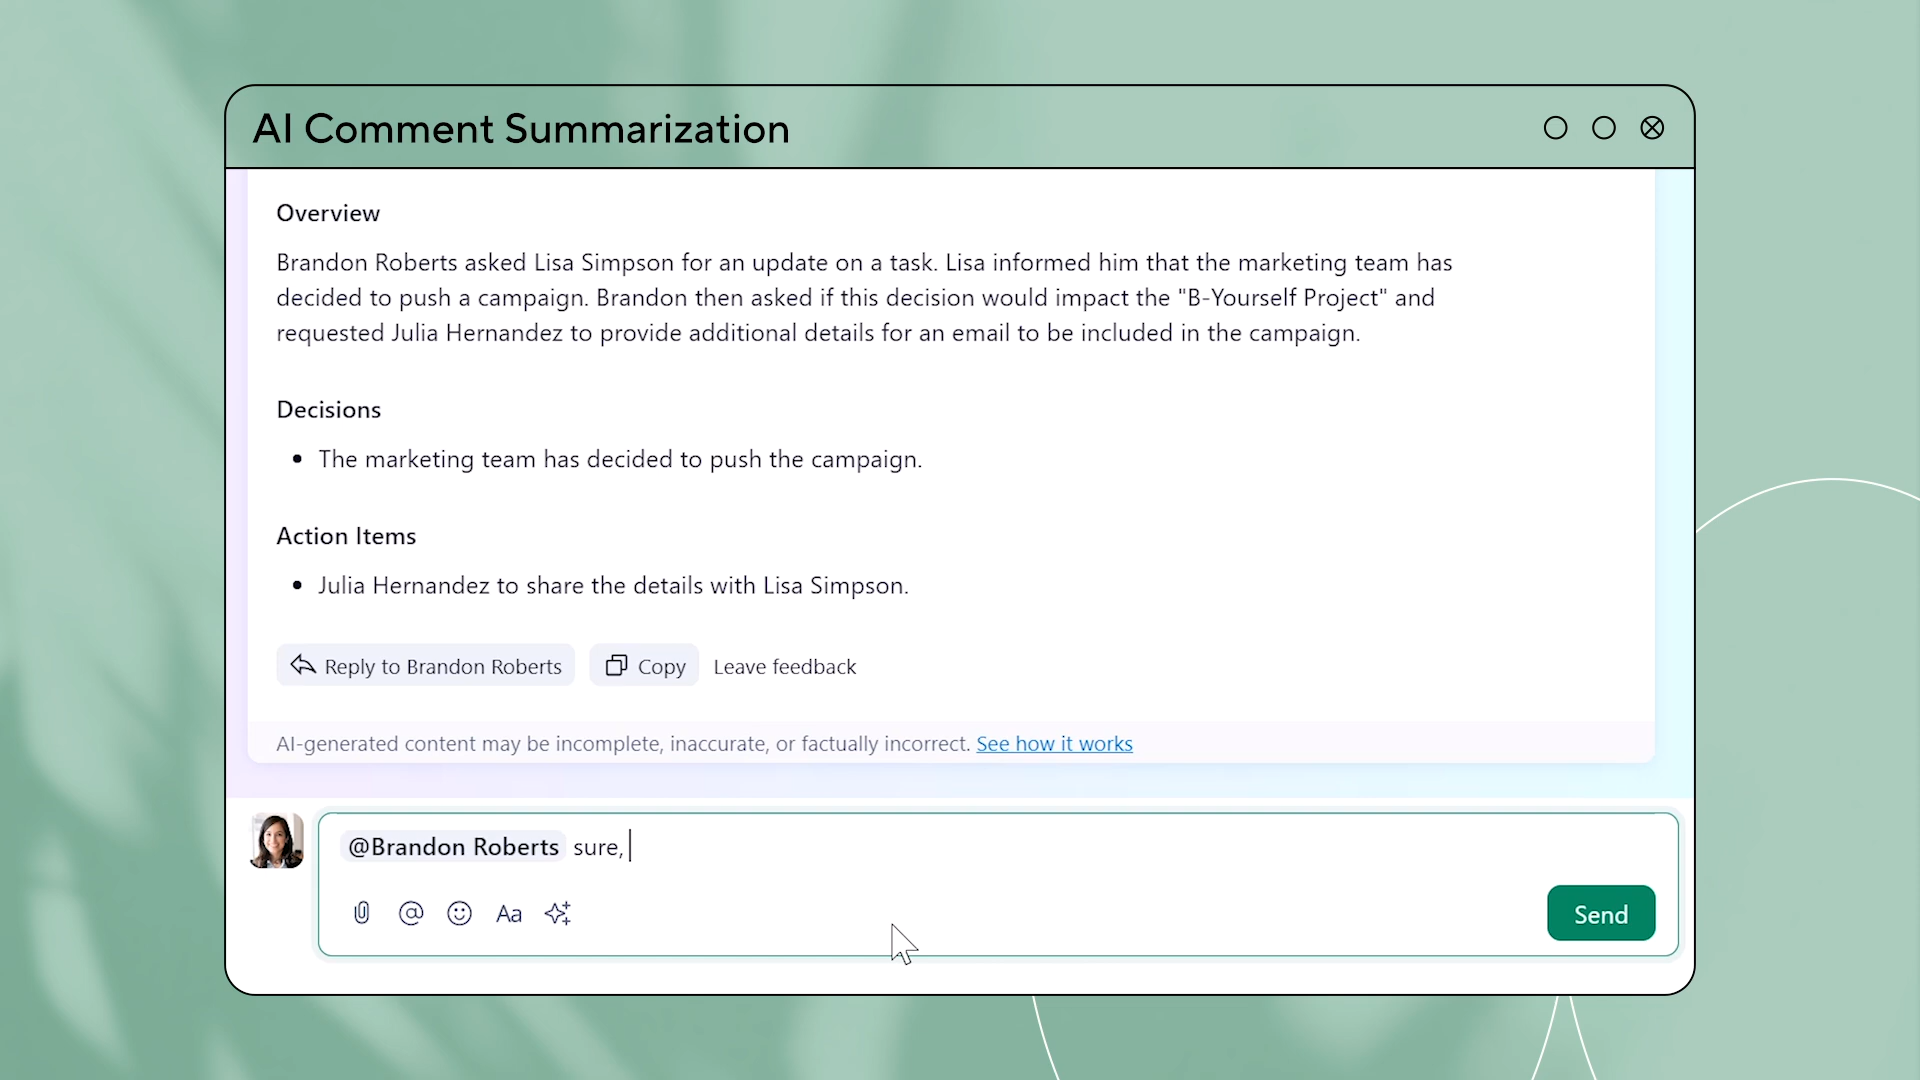 AI Comment Summarization
Overview
Brandon Roberts asked Lisa Simpson for an update on a task. Lisa informed him that the marketing team has
decided to push a campaign. Brandon then asked if this decision would impact the "B-Yourself Project" and
requested Julia Hernandez to provide additional details for an email to be included in the campaign.
Decisions
• The marketing team has decided to push the campaign.
Action Items
• Julia Hernandez to share the details with Lisa Simpson.
Reply to Brandon Roberts Copy Leave feedback
AI-generated content may be incomplete, inaccurate, or factually incorrect. See how it works
@Brandon Roberts sure,
Aa
Send